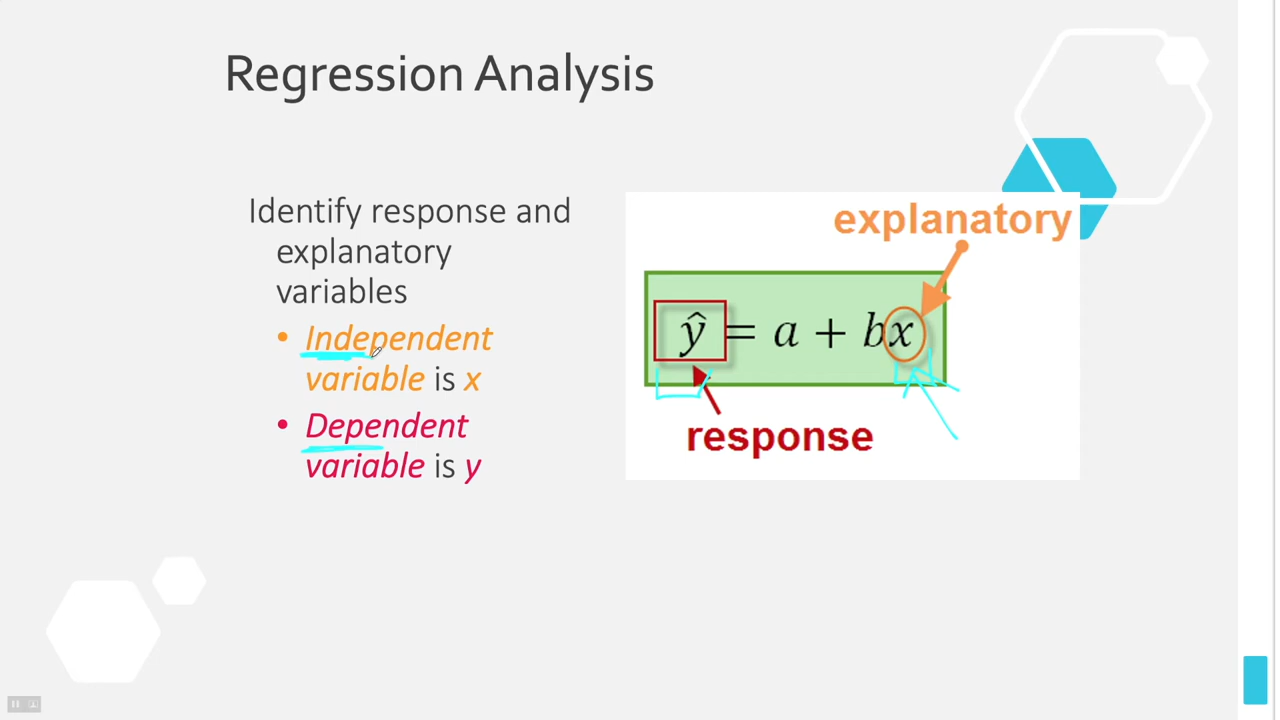 Regression Analysis
Identify response and
explanatory
variables
• Independent
variable is x
• Dependent
variable is y
explanatory
ŷ = a + bx
response